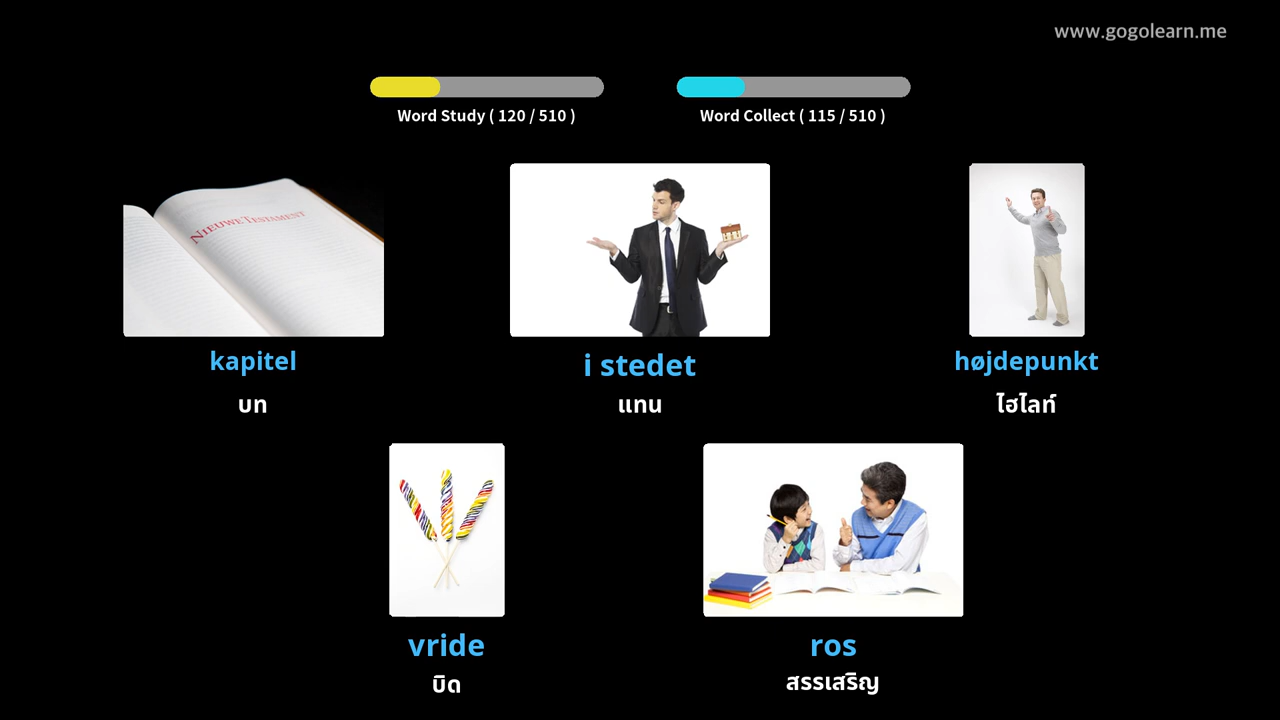 www.gogolearn.me
Word Study ( 120 / 510 )
Word Collect ( 115 / 510 )
NIEUWE TESTAMENT
kapitel
i stedet
højdepunkt
บท
แทน
ไฮไลท์
vride
ros
บิด
สรรเสริญ